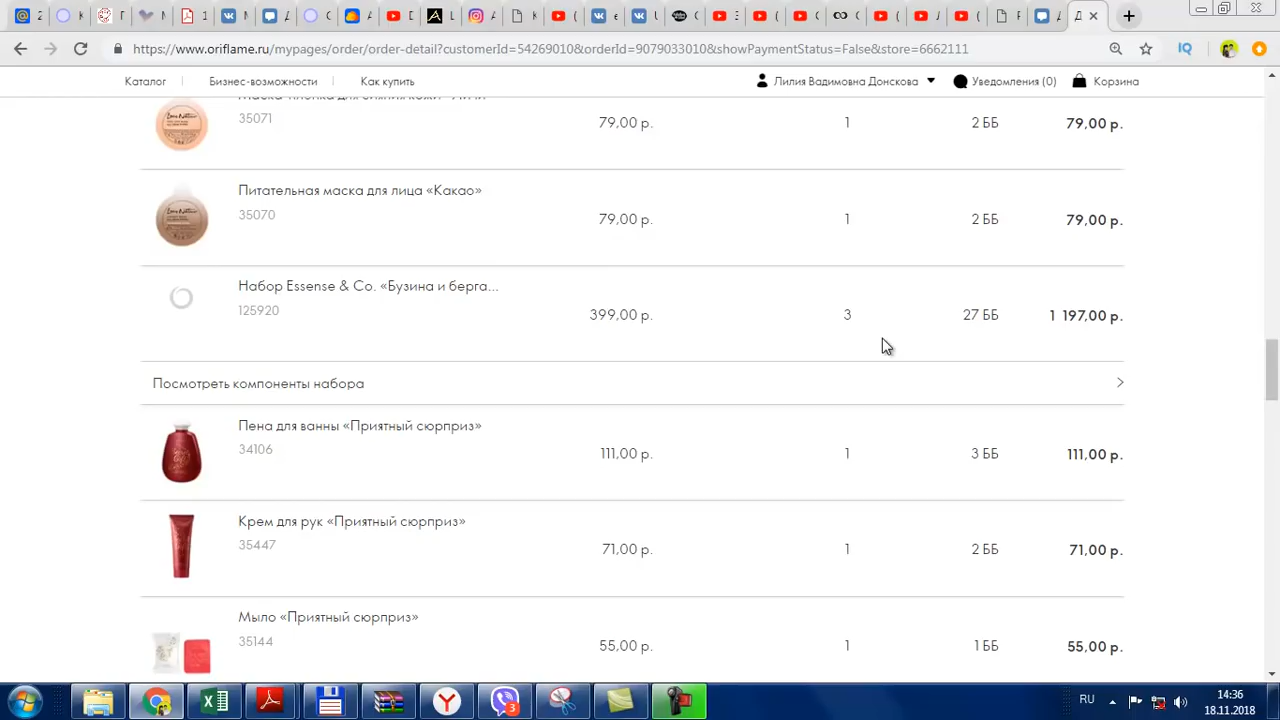 https://www.oriflame.ru/mypages/order/order-detail?customerId=54269010&orderId=9079033010&showPaymentStatus=False&store=6662111
Каталог Бизнес-возможности Как купить Лилия Вадимовна Донскова Уведомления (0) Корзина
35071 79,00 р. 1 2 ББ 79,00 р.
Питательная маска для лица «Какао»
35070 79,00 р. 1 2 ББ 79,00 р.
Набор Essense & Co. «Бузина и берга...
125920 399,00 р. 3 27 ББ 1 197,00 р.
Посмотреть компоненты набора
Пена для ванны «Приятный сюрприз»
34106 111,00 р. 1 3 ББ 111,00 р.
Крем для рук «Приятный сюрприз»
35447 71,00 р. 1 2 ББ 71,00 р.
Мыло «Приятный сюрприз»
35144 55,00 р. 1 1 ББ 55,00 р.
RU 14:36
18.11.2018